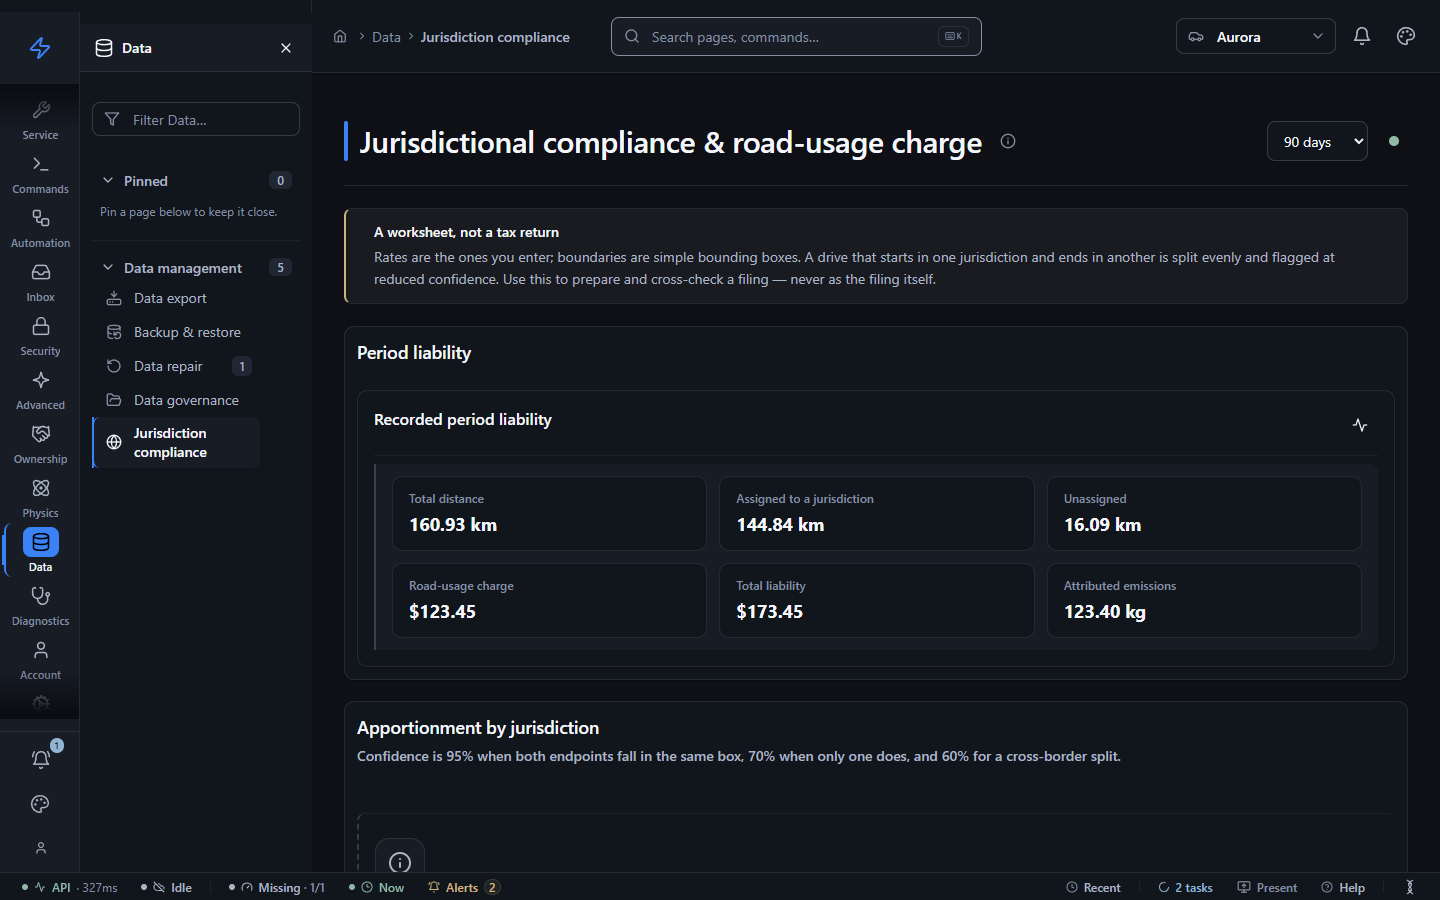 Data
Data
Jurisdiction compliance
Search pages, commands...
K
Aurora
Service
Commands
Automation
Inbox
Security
Advanced
Ownership
Physics
Data
Diagnostics
Account
1
Filter Data...
Pinned
0
Pin a page below to keep it close.
Data management
5
Data export
Backup & restore
Data repair
1
Data governance
Jurisdiction
compliance
Jurisdictional compliance & road-usage charge
90 days
A worksheet, not a tax return
Rates are the ones you enter; boundaries are simple bounding boxes. A drive that starts in one jurisdiction and ends in another is split evenly and flagged at
reduced confidence. Use this to prepare and cross-check a filing — never as the filing itself.
Period liability
Recorded period liability
Total distance
160.93 km
Assigned to a jurisdiction
144.84 km
Unassigned
16.09 km
Road-usage charge
$123.45
Total liability
$173.45
Attributed emissions
123.40 kg
Apportionment by jurisdiction
Confidence is 95% when both endpoints fall in the same box, 70% when only one does, and 60% for a cross-border split.
API · 327ms
Idle
Missing · 1/1
Now
Alerts 2
Recent
2 tasks
Present
Help